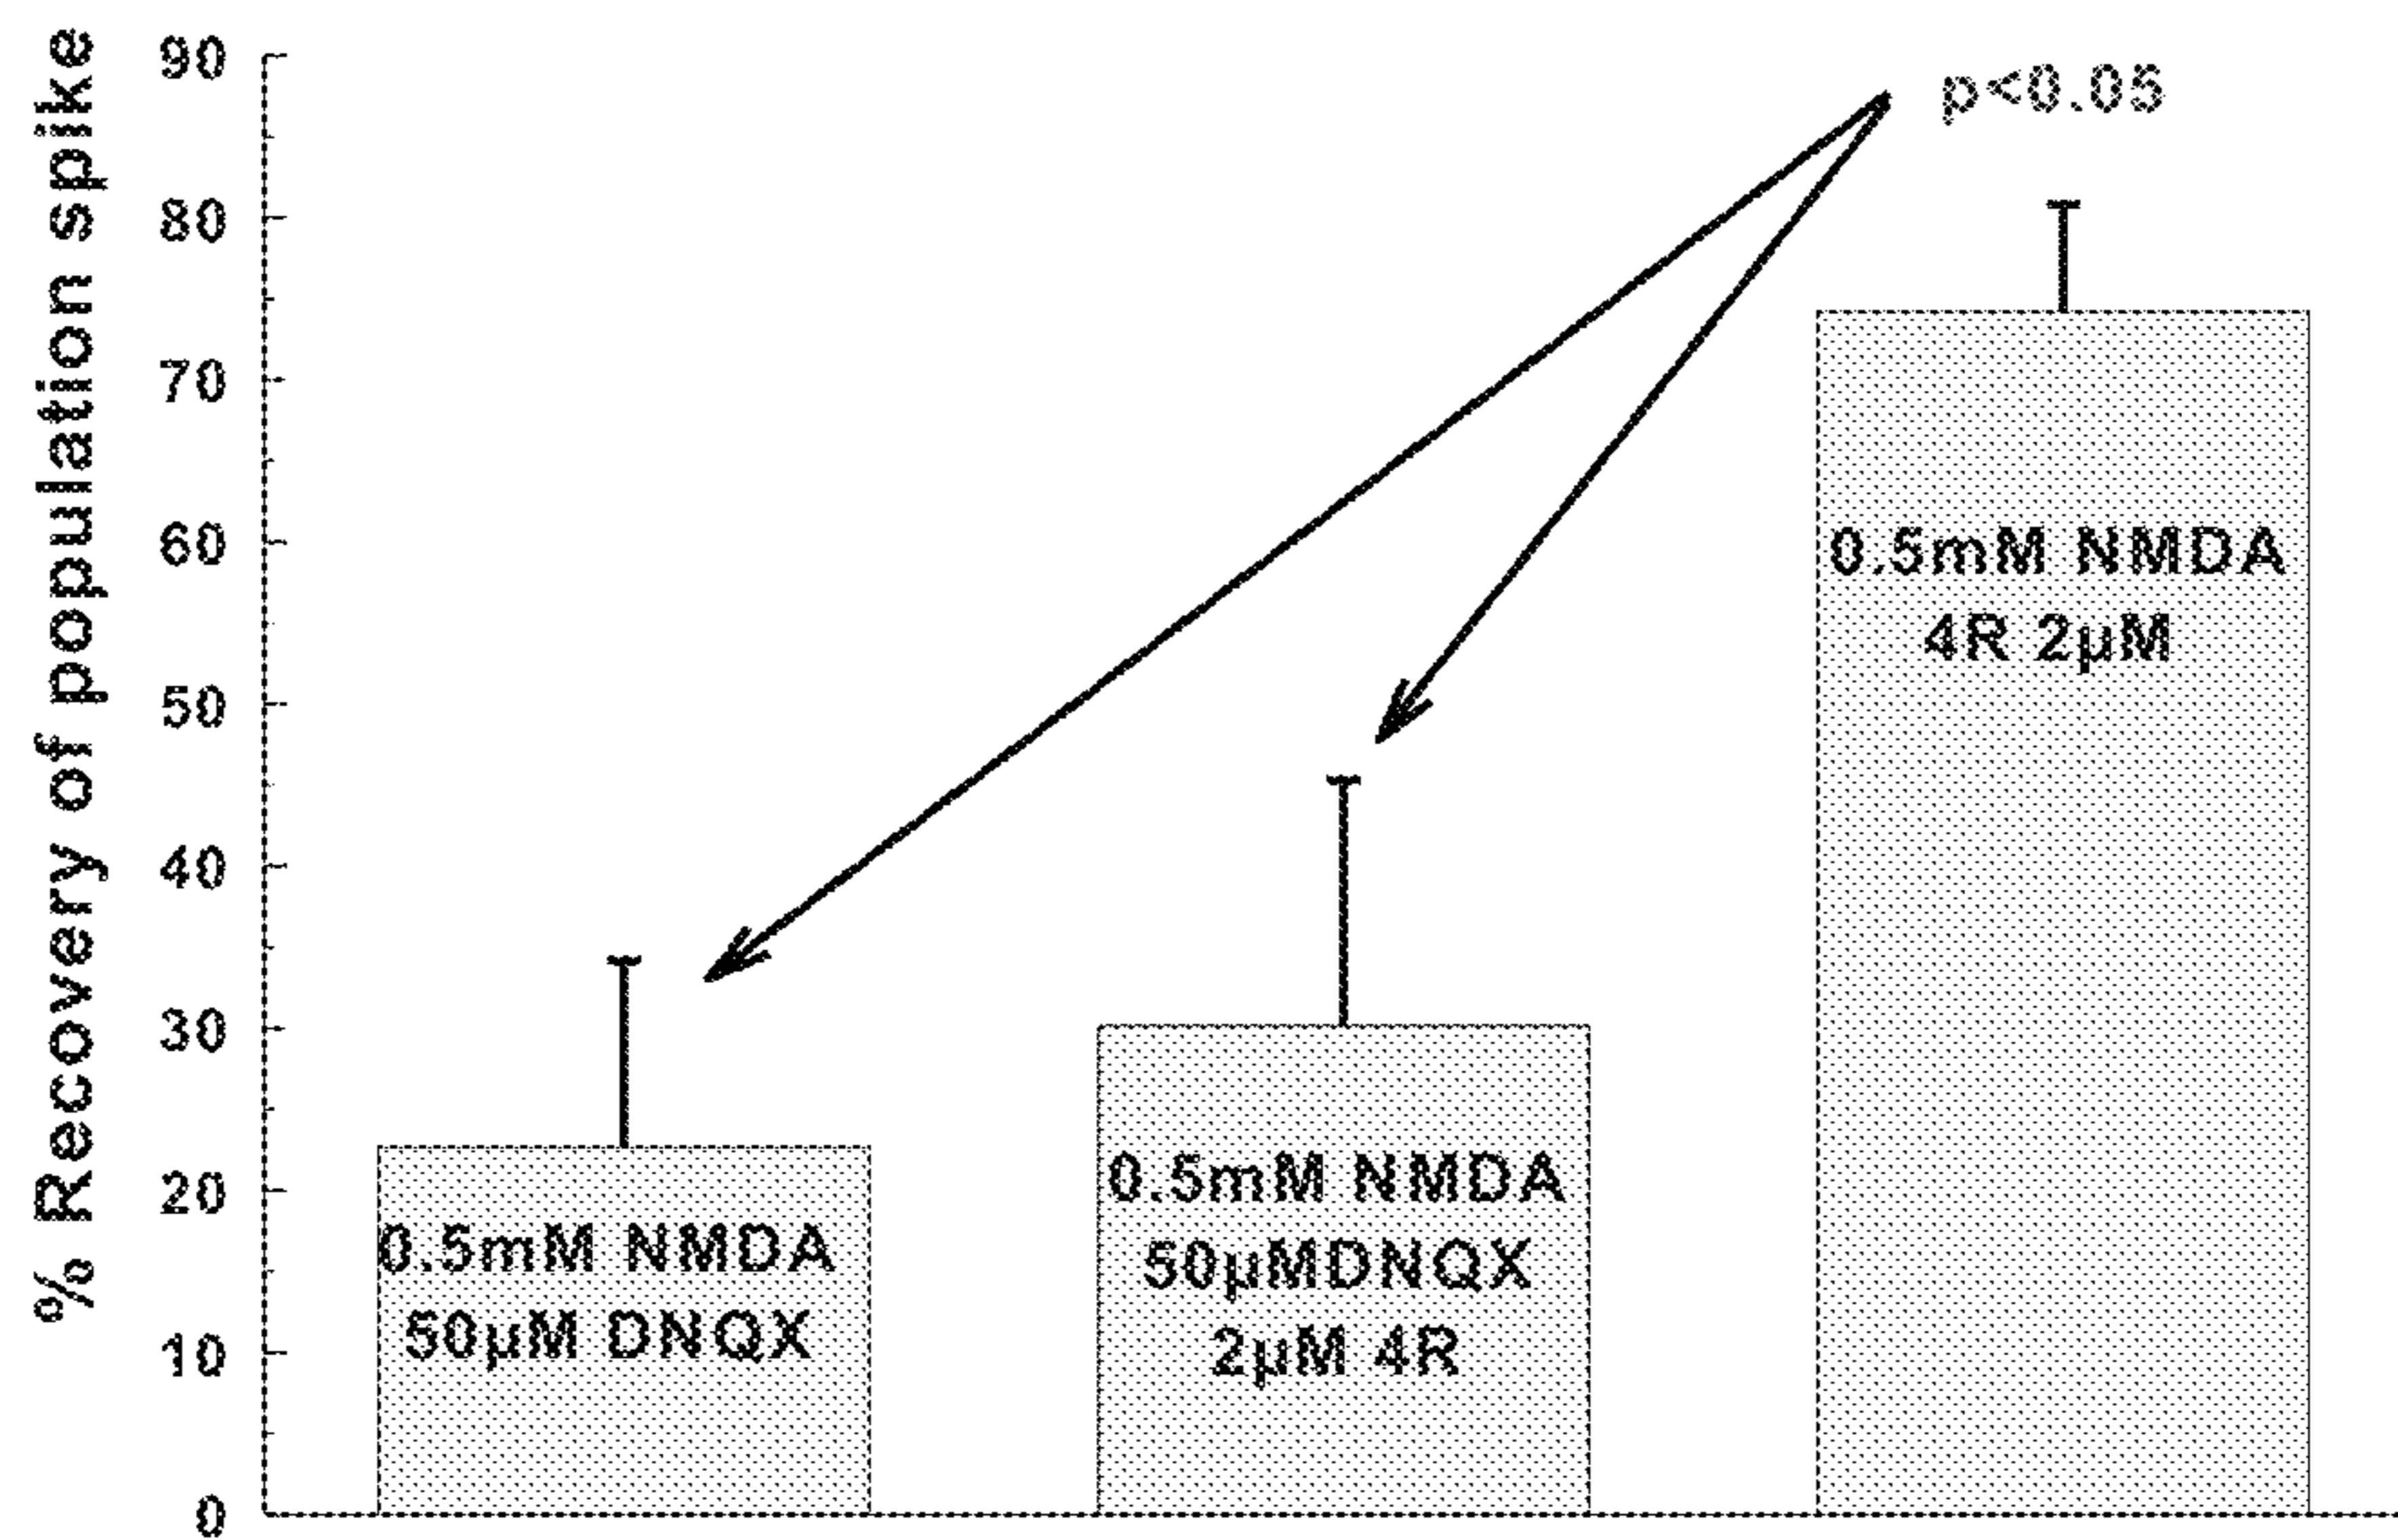 % Recovery of population spike
90
80
70
60
50
40
30
20
10
0
p<0.05
0.5mM NMDA
50µM DNQX
0.5mM NMDA
50µMDNQX
2µM 4R
0.5mM NMDA
4R 2µM